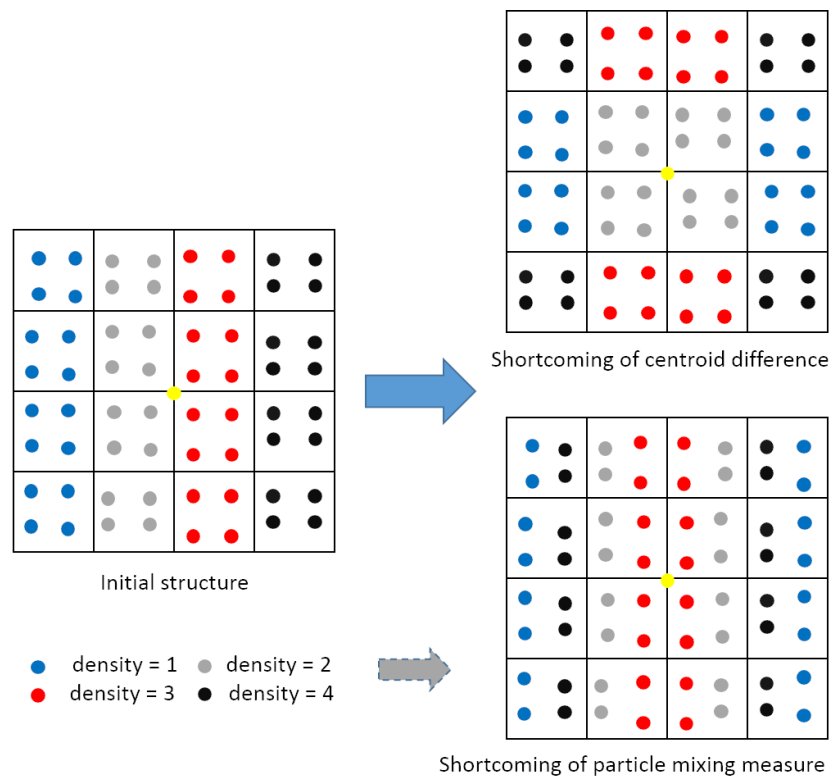 Shortcoming of centroid difference
Initial structure
density = 1 density = 2
density = 3 density = 4
Shortcoming of particle mixing measure